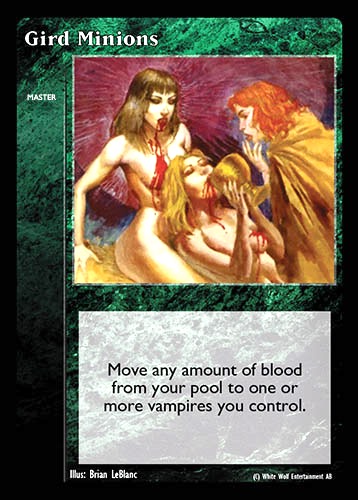 Gird Minions
MASTER
Move any amount of blood
from your pool to one or
more vampires you control.
Illus: Brian LeBlanc
(C) White Wolf Entertainment AB